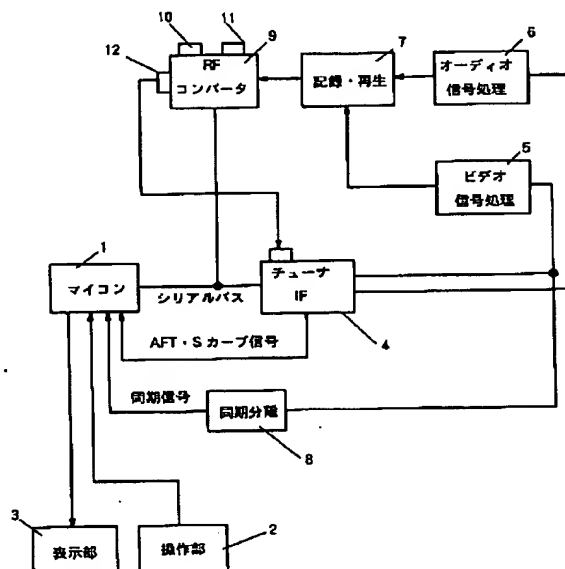 10
11
12
9
RF
コンバータ
7
記録・再生
6
オーディオ
信号処理
5
ビデオ
信号処理
1
マイコン
シリアルバス
チューナ
IF
4
AFT・Sカーブ信号
同期信号
同期分離
8
3
表示部
操作部
2